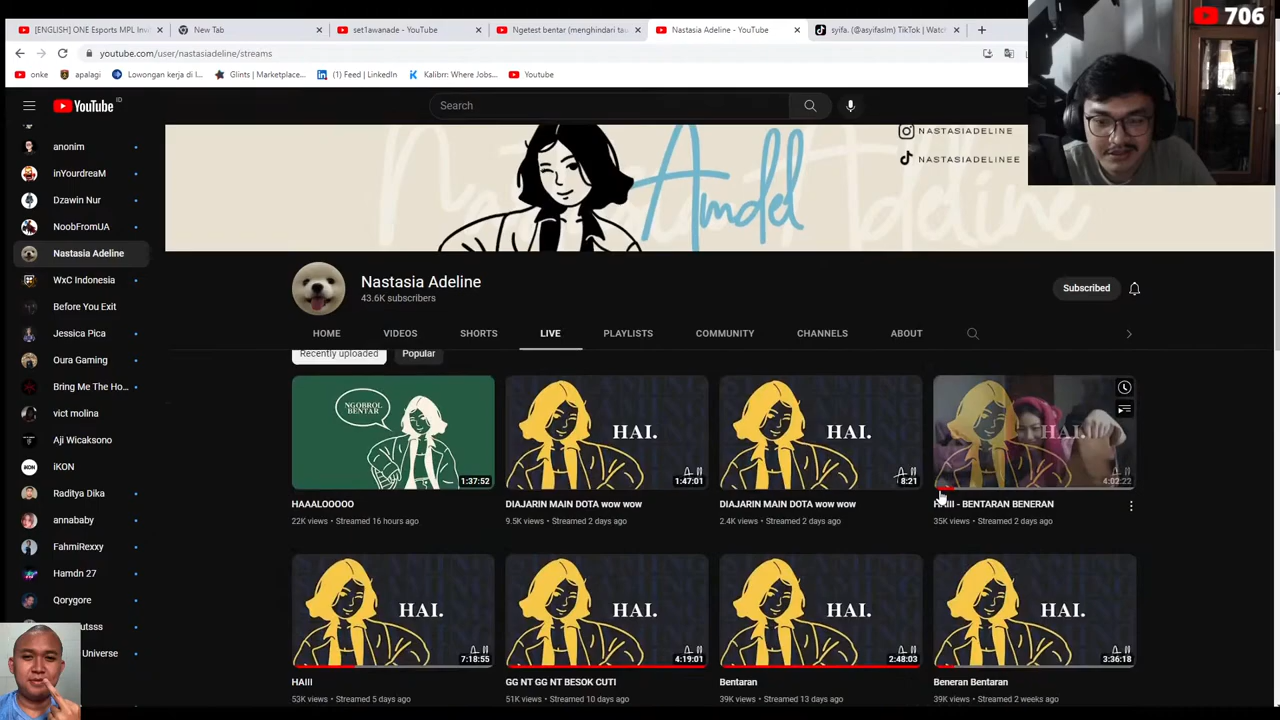 706
[ENGLISH] ONE Esports MPL Inv
New Tab
set1awanade - YouTube
Ngetest bentar (menghindari tau
Nastasia Adeline - YouTube
syifa. (@asyifaslm) TikTok | Watch
youtube.com/user/nastasiadeline/streams
onke
apalagi
Lowongan kerja di I...
Glints | Marketplace...
(1) Feed | LinkedIn
Kalibrr: Where Jobs...
Youtube
YouTube ID
Search
NASTASIADELINE
NASTASIADELINEE
Amdel
Nastasia Adeline
anonim
inYourdreaM
Dzawin Nur
NoobFromUA
Nastasia Adeline
WxC Indonesia
Before You Exit
Jessica Pica
Oura Gaming
Bring Me The Ho...
vict molina
Aji Wicaksono
iKON
Raditya Dika
annababy
FahmiRexxy
Hamdn 27
Qorygore
utsss
Universe
Nastasia Adeline
43.6K subscribers
Subscribed
HOME
VIDEOS
SHORTS
LIVE
PLAYLISTS
COMMUNITY
CHANNELS
ABOUT
Recently uploaded
Popular
NGOBROL
BENTAR
1:37:52
HAAALOOOOO
22K views • Streamed 16 hours ago
HAI.
1:47:01
DIAJARIN MAIN DOTA wow wow
9.5K views • Streamed 2 days ago
HAI.
8:21
DIAJARIN MAIN DOTA wow wow
2.4K views • Streamed 2 days ago
HAI.
4:02:22
HAIII - BENTARAN BENERAN
35K views • Streamed 2 days ago
HAI.
7:18:55
HAIII
53K views • Streamed 5 days ago
HAI.
4:19:01
GG NT GG NT BESOK CUTI
51K views • Streamed 10 days ago
HAI.
2:48:03
Bentaran
39K views • Streamed 13 days ago
HAI.
3:36:18
Beneran Bentaran
39K views • Streamed 2 weeks ago